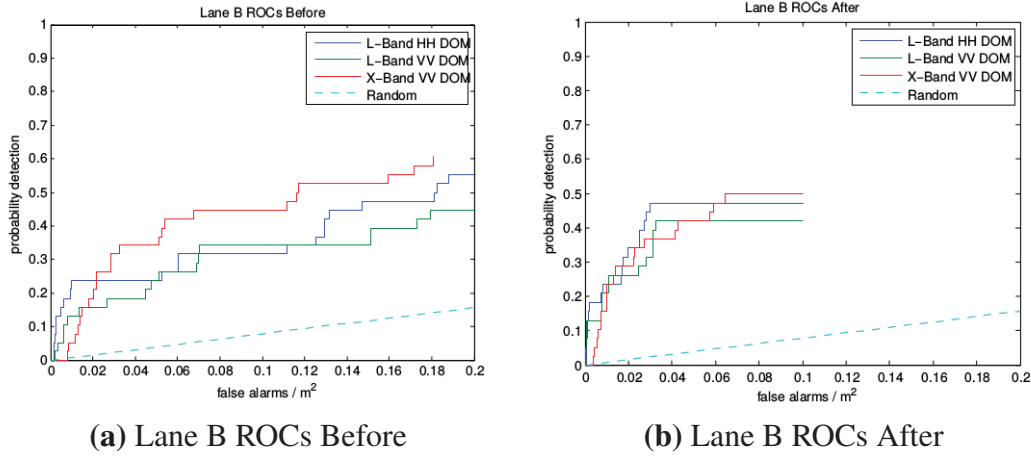 Lane B ROCs Before
L-Band HH DOM
L-Band VV DOM
X-Band VV DOM
Random
1
0.9
0.8
0.7
0.6
0.5
0.4
0.3
0.2
0.1
0
probability detection
0 0.02 0.04 0.06 0.08 0.1 0.12 0.14 0.16 0.18 0.2
false alarms / m²
(a) Lane B ROCs Before
Lane B ROCs After
L-Band HH DOM
L-Band VV DOM
X-Band VV DOM
Random
1
0.9
0.8
0.7
0.6
0.5
0.4
0.3
0.2
0.1
0
probability detection
0 0.02 0.04 0.06 0.08 0.1 0.12 0.14 0.16 0.18 0.2
false alarms / m²
(b) Lane B ROCs After